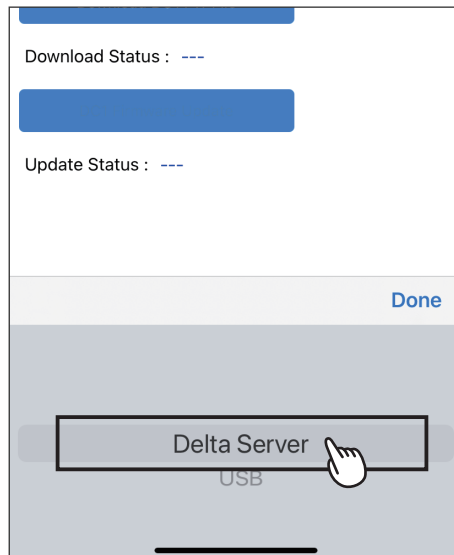 Download Status : ---
Update Status : ---
Done
Delta Server
USB